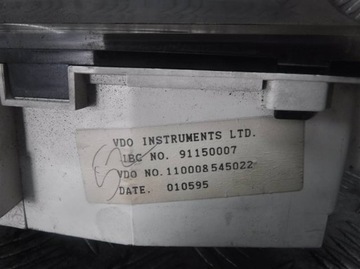 VDO INSTRUMENTS LTD.
IBC NO. 91150007
VDO NO.110008545022
DATE. 010595